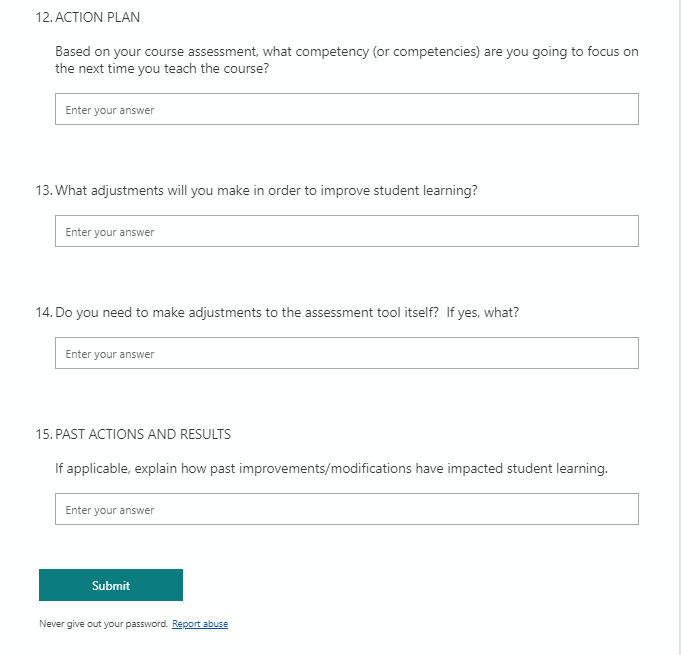 12. ACTION PLAN
Based on your course assessment, what competency (or competencies) are you going to focus on
the next time you teach the course?
Enter your answer
13. What adjustments will you make in order to improve student learning?
Enter your answer
14. Do you need to make adjustments to the assessment tool itself?  If yes, what?
Enter your answer
15. PAST ACTIONS AND RESULTS
If applicable, explain how past improvements/modifications have impacted student learning.
Enter your answer
Submit
Never give out your password. Report abuse